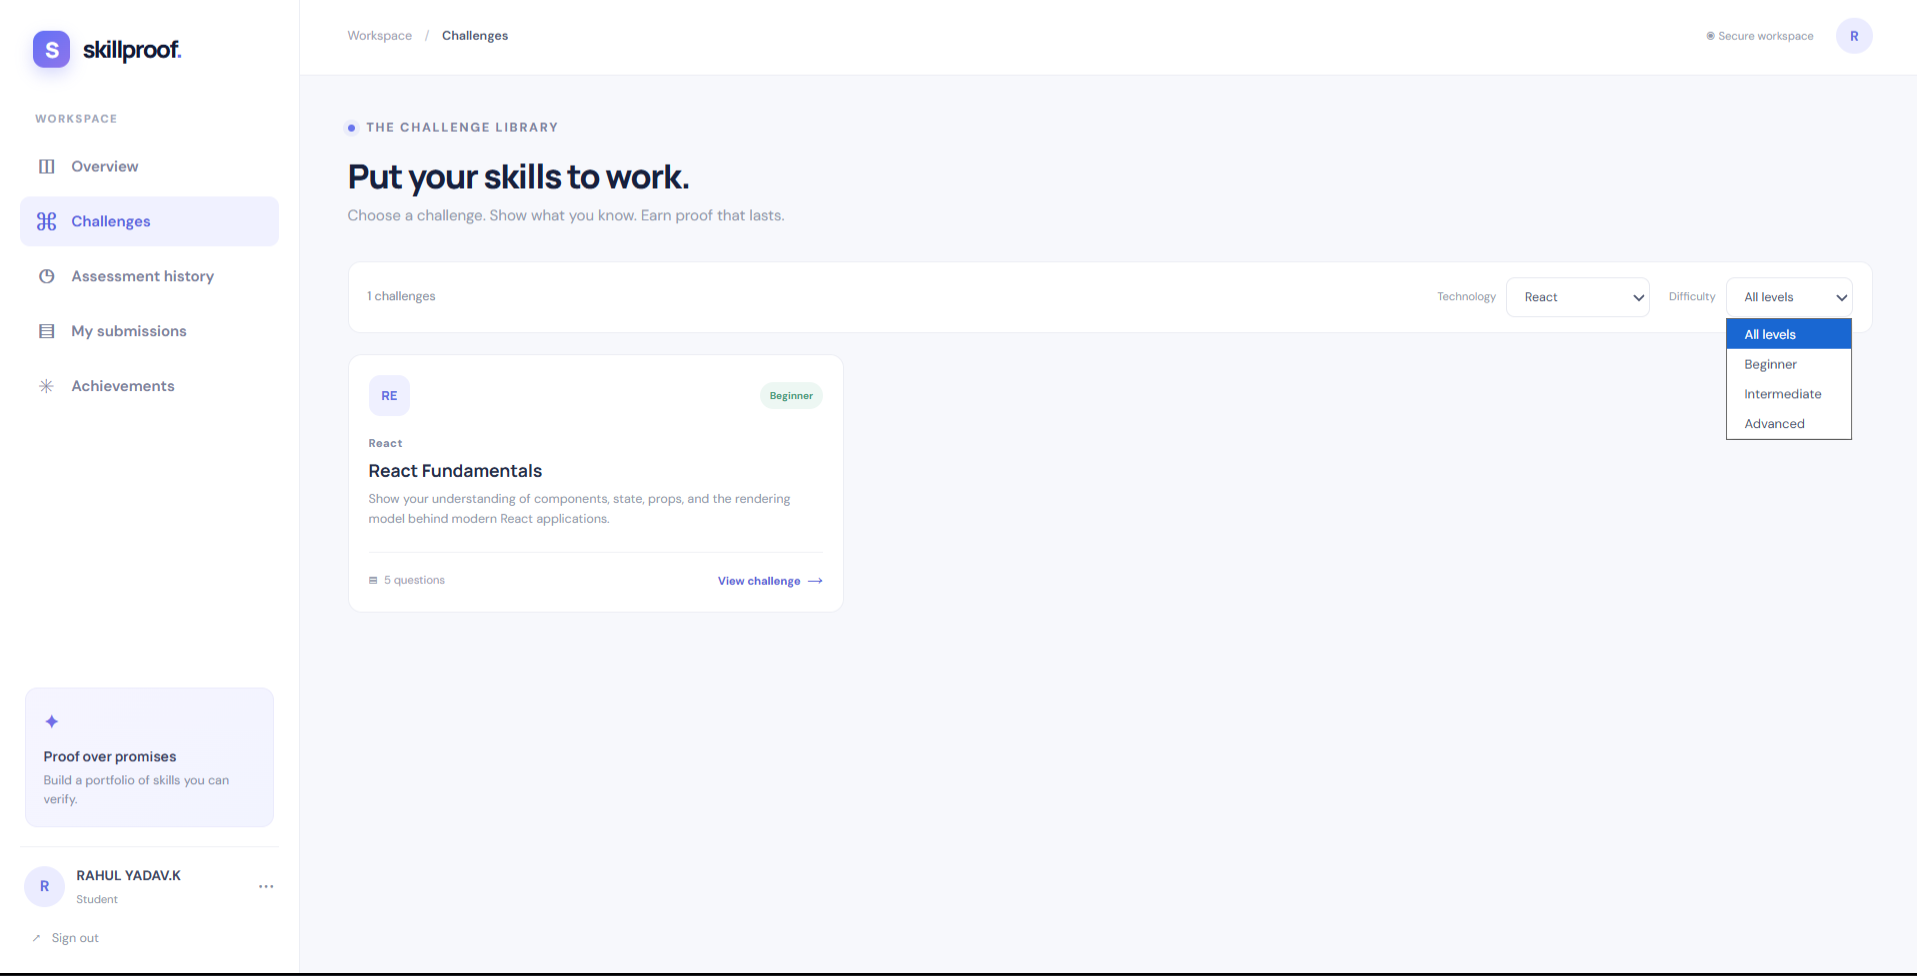 S skillproof.
WORKSPACE
Overview
Challenges
Assessment history
My submissions
Achievements
Proof over promises
Build a portfolio of skills you can
verify.
R
RAHUL YADAV.K
Student
...
Sign out
Workspace / Challenges
Secure workspace
R
THE CHALLENGE LIBRARY
Put your skills to work.
Choose a challenge. Show what you know. Earn proof that lasts.
1 challenges
Technology React
Difficulty All levels
All levels
Beginner
Intermediate
Advanced
RE
Beginner
React
React Fundamentals
Show your understanding of components, state, props, and the rendering
model behind modern React applications.
5 questions
View challenge →